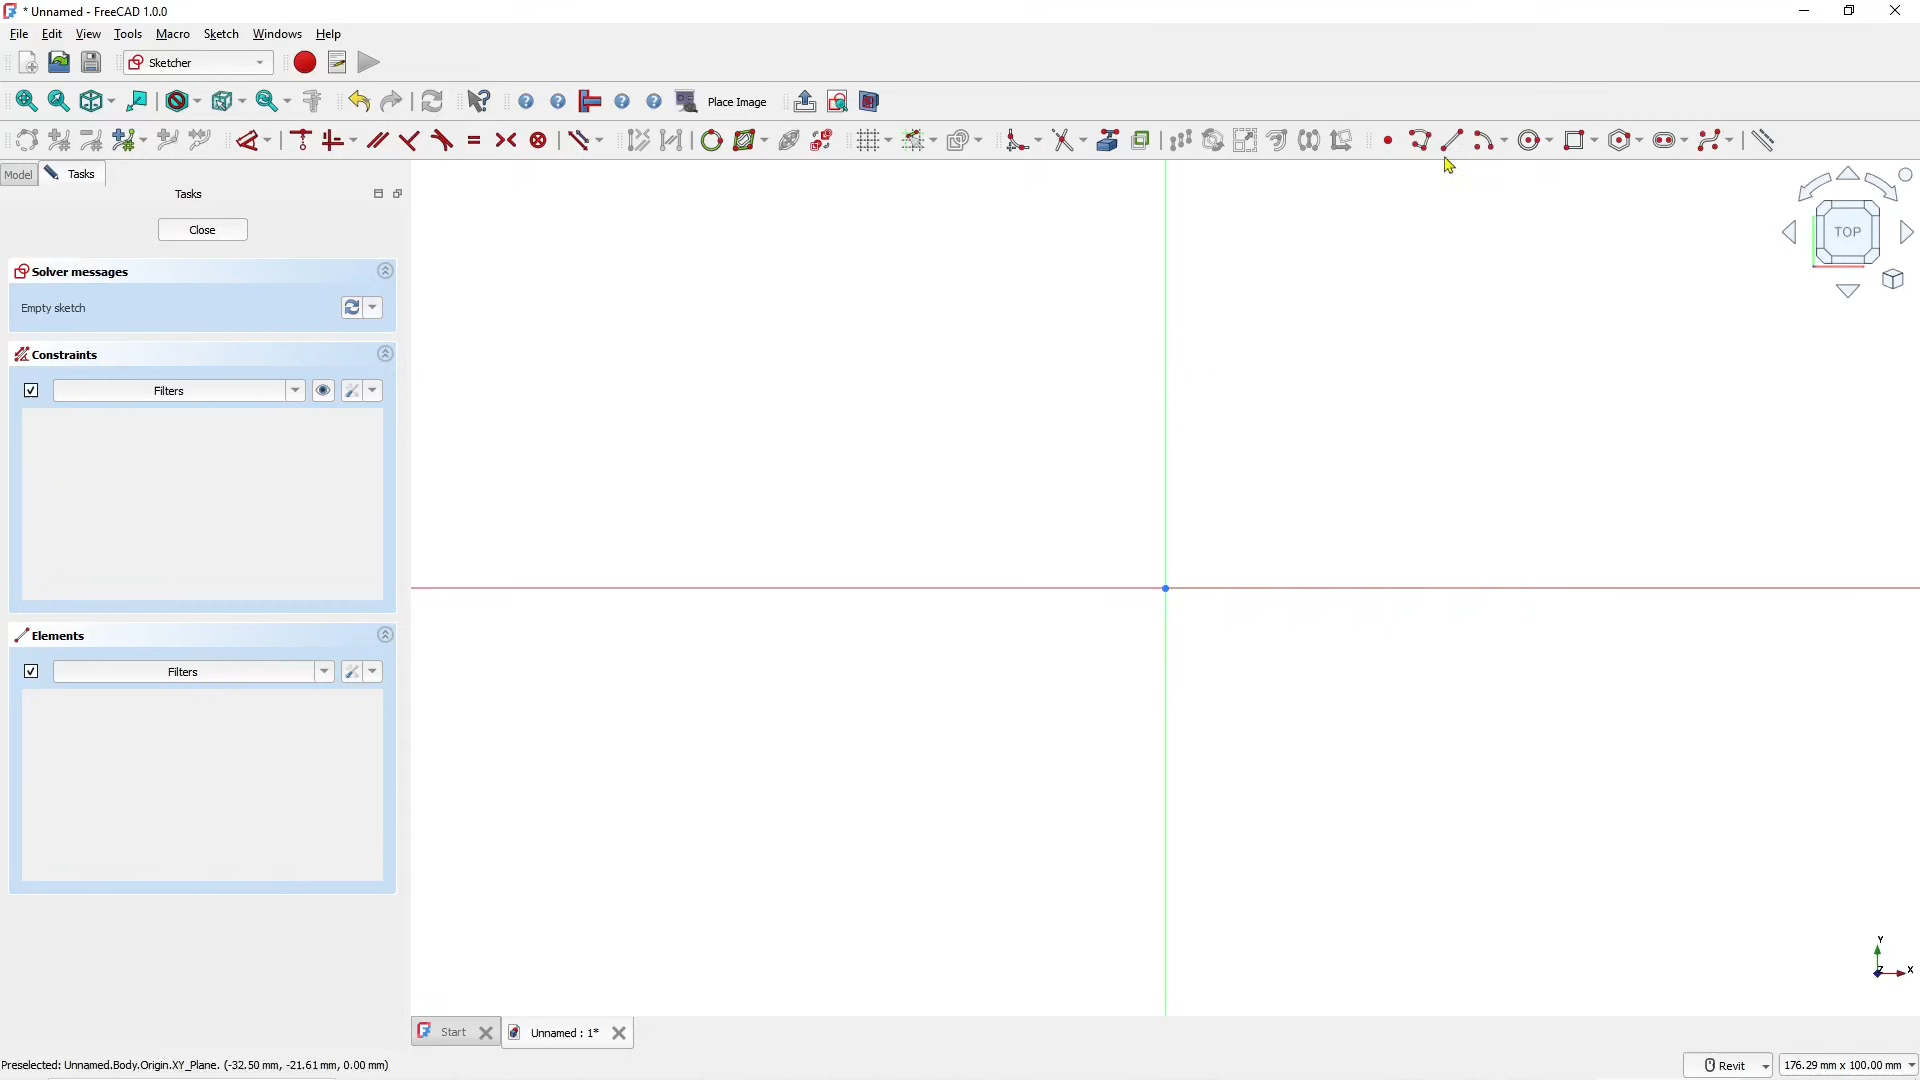 * Unnamed - FreeCAD 1.0.0
File Edit View Tools Macro Sketch Windows Help
Sketcher
Place Image
Model Tasks
Tasks
Close
Solver messages
Empty sketch
Constraints
Filters
Elements
Filters
TOP
Y
Z X
Start Unnamed : 1*
Preselected: Unnamed.Body.Origin.XY_Plane. (-32.50 mm, -21.61 mm, 0.00 mm)
Revit 176.29 mm x 100.00 mm